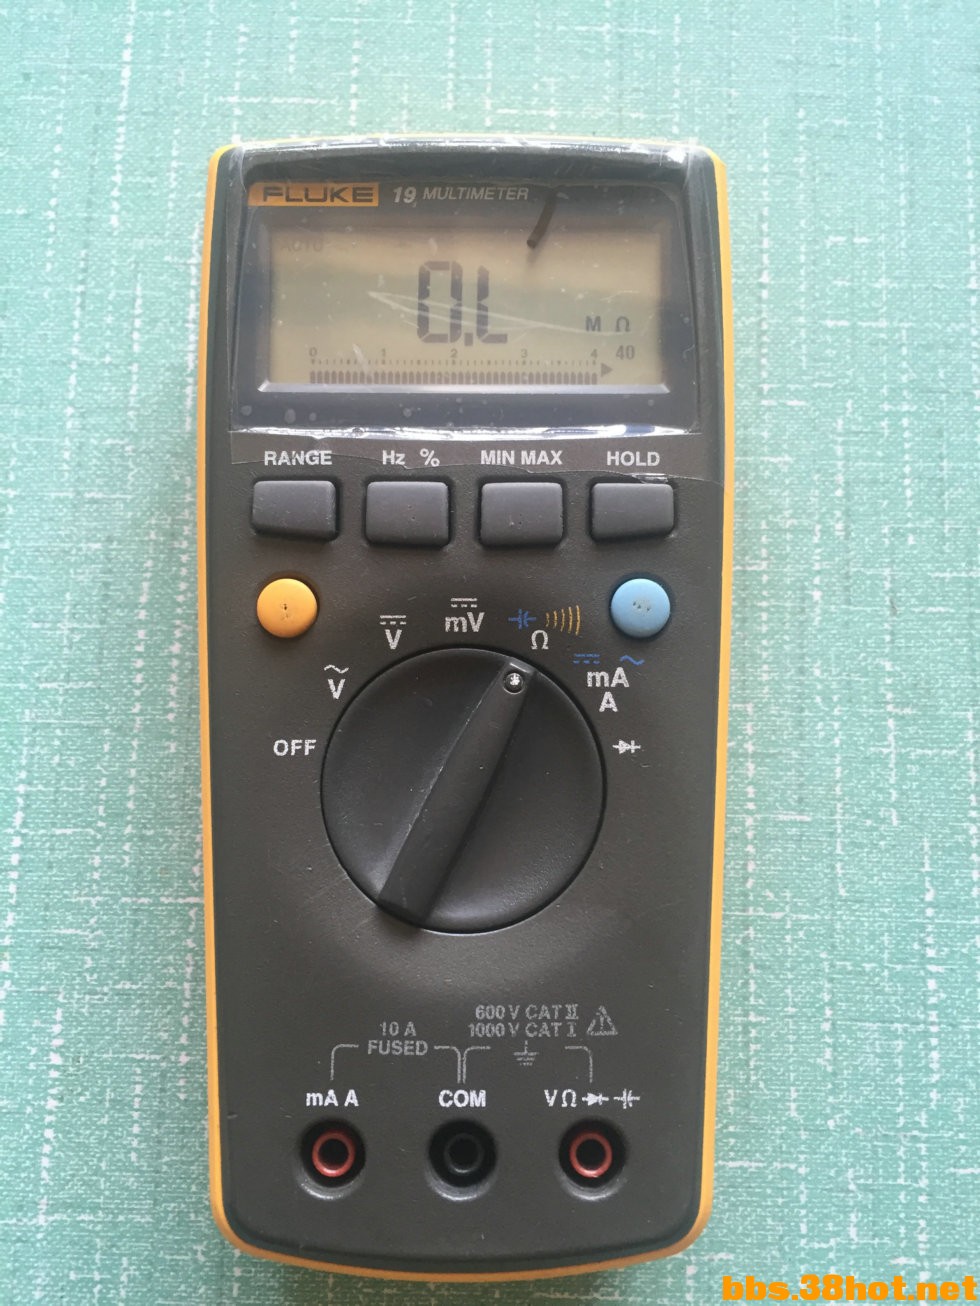 FLUKE 19 MULTIMETER
AUTO
0.L
M Ω
0 1 2 3 4 40
RANGE Hz % MIN MAX HOLD
V mV
Ω
V
mA
A
OFF
600 V CAT II
1000 V CAT I
10 A
FUSED
mA A COM V Ω
bbs.38hot.net